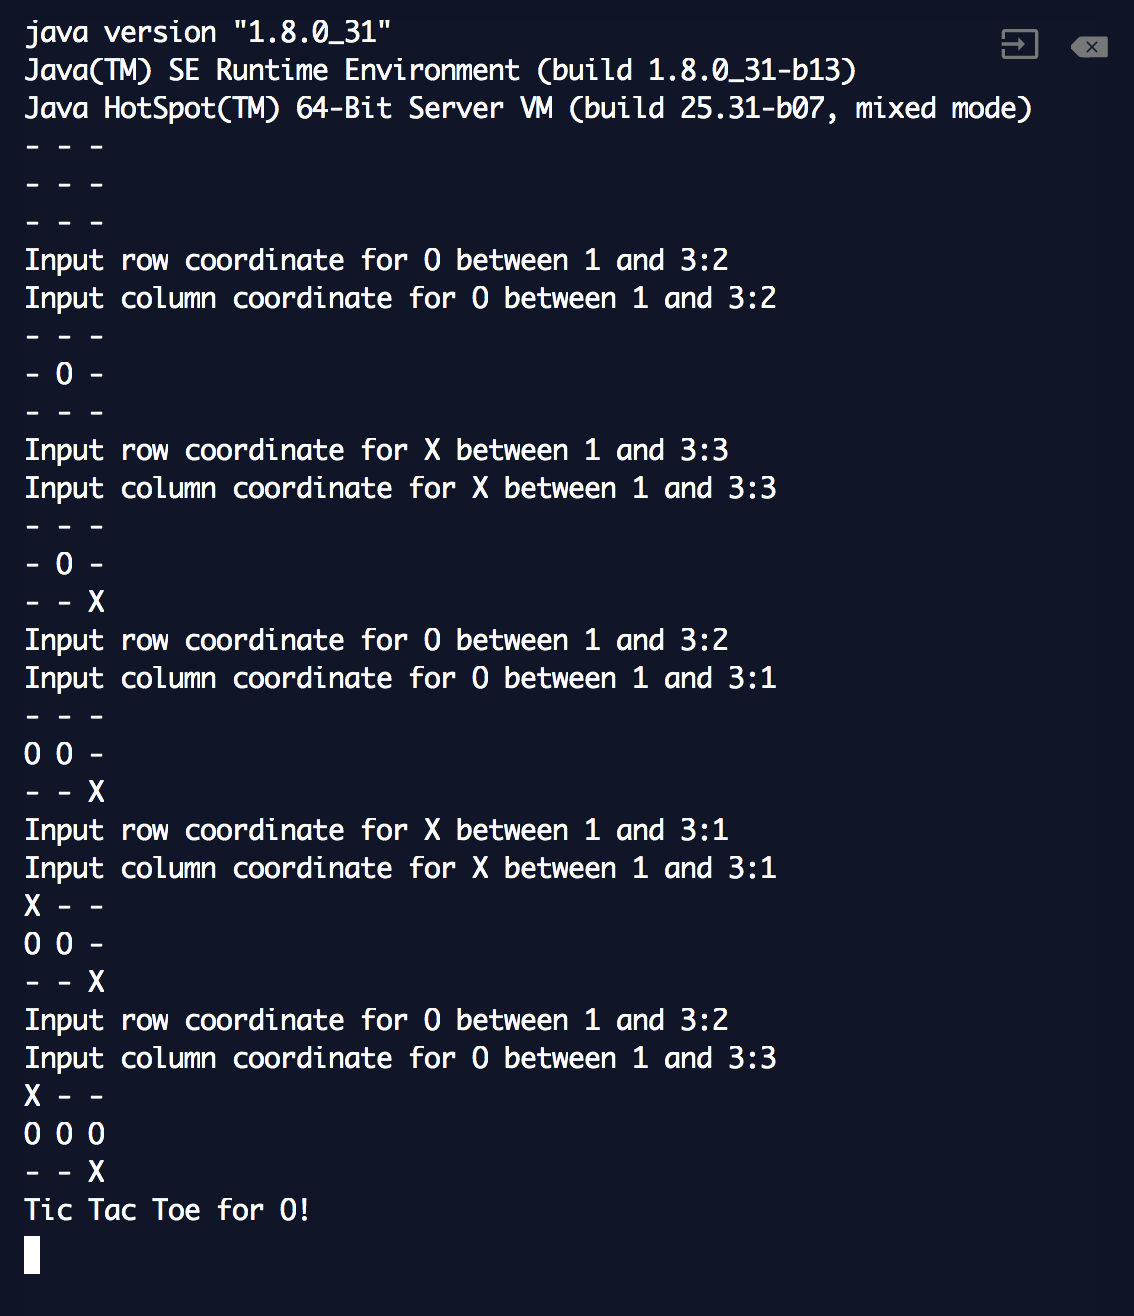 java version "1.8.0_31"
Java(TM) SE Runtime Environment (build 1.8.0_31-b13)
Java HotSpot(TM) 64-Bit Server VM (build 25.31-b07, mixed mode)
- - -
- - -
- - -
Input row coordinate for O between 1 and 3:2
Input column coordinate for O between 1 and 3:2
- - -
- O -
- - -
Input row coordinate for X between 1 and 3:3
Input column coordinate for X between 1 and 3:3
- - -
- O -
- - X
Input row coordinate for O between 1 and 3:2
Input column coordinate for O between 1 and 3:1
- - -
O O -
- - X
Input row coordinate for X between 1 and 3:1
Input column coordinate for X between 1 and 3:1
X - -
O O -
- - X
Input row coordinate for O between 1 and 3:2
Input column coordinate for O between 1 and 3:3
X - -
O O O
- - X
Tic Tac Toe for O!